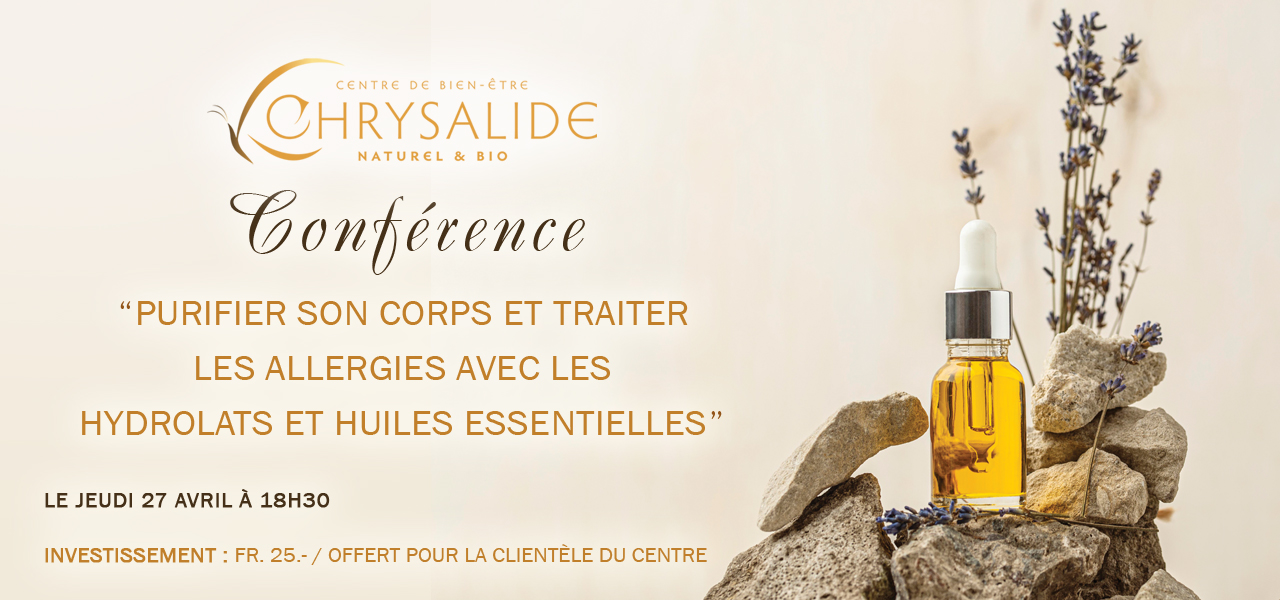 CENTRE DE BIEN-ÊTRE
CHRYSALIDE
NATUREL & BIO
Conférence
“PURIFIER SON CORPS ET TRAITER
LES ALLERGIES AVEC LES
HYDROLATS ET HUILES ESSENTIELLES”
LE JEUDI 27 AVRIL À 18H30
INVESTISSEMENT : FR. 25.- / OFFERT POUR LA CLIENTÈLE DU CENTRE